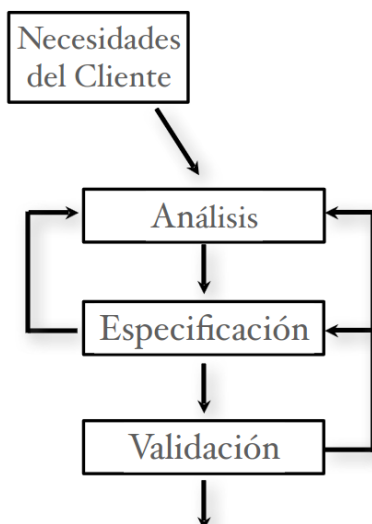 Necesidades
del Cliente
Análisis
Especificación
Validación